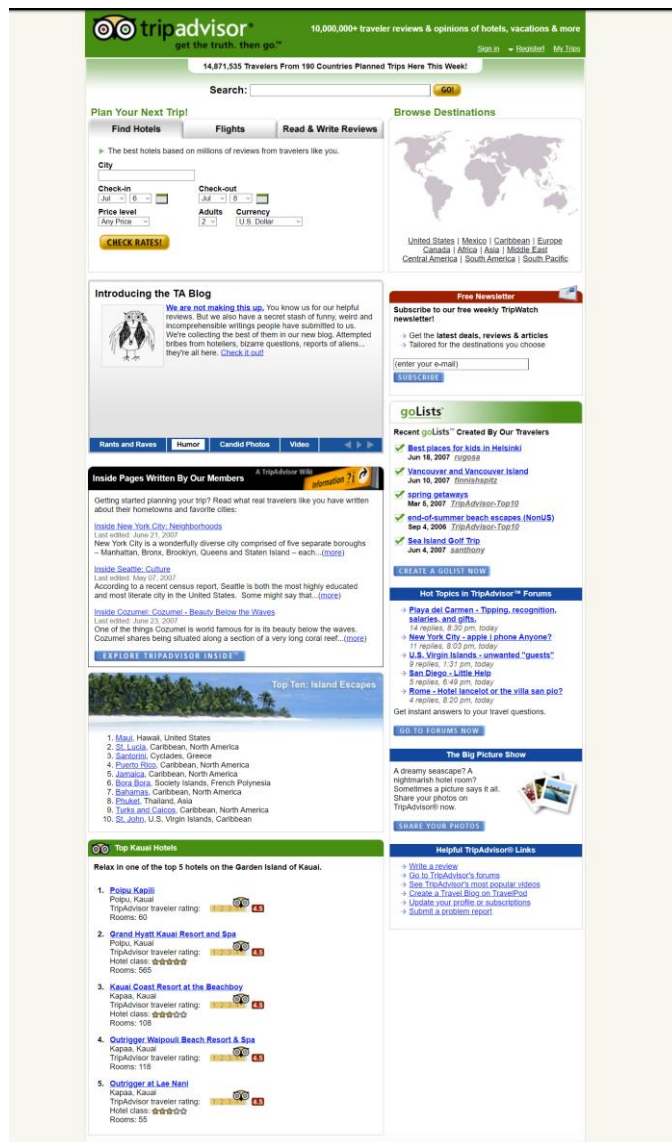 tripadvisor®
get the truth. then go.™
10,000,000+ traveler reviews & opinions of hotels, vacations & more
Sign in Register! My Trips
14,871,535 Travelers From 190 Countries Planned Trips Here This Week!
Search: GO!
Plan Your Next Trip!
Find Hotels Flights Read & Write Reviews
The best hotels based on millions of reviews from travelers like you.
City
Check-in Check-out
Jul 6 Jul 8
Price level Adults Currency
Any Price 2 U.S. Dollar
CHECK RATES!
Browse Destinations
United States | Mexico | Caribbean | Europe
Canada | Africa | Asia | Middle East
Central America | South America | South Pacific
Introducing the TA Blog
We are not making this up. You know us for our helpful
reviews. But we also have a secret stash of funny, weird and
incomprehensible writings people have submitted to us.
We're collecting the best of them in our new blog. Attempted
bribes from hoteliers, bizarre questions, reports of aliens...
they're all here. Check it out!
Rants and Raves Humor Candid Photos Video
Inside Pages Written By Our Members
A TripAdvisor Wiki
information ?¿
Getting started planning your trip? Read what real travelers like you have written
about their hometowns and favorite cities:
Inside New York City: Neighborhoods
Last edited: June 21, 2007
New York City is a wonderfully diverse city comprised of five separate boroughs
– Manhattan, Bronx, Brooklyn, Queens and Staten Island – each...(more)
Inside Seattle: Culture
Last edited: May 07, 2007
According to a recent census report, Seattle is both the most highly educated
and most literate city in the United States. Some might say that...(more)
Inside Cozumel: Cozumel - Beauty Below the Waves
Last edited: June 23, 2007
One of the things Cozumel is world famous for is its beauty below the waves.
Cozumel shares being situated along a section of a very long coral reef...(more)
EXPLORE TRIPADVISOR INSIDE™
Top Ten: Island Escapes
1. Maui, Hawaii, United States
2. St. Lucia, Caribbean, North America
3. Santorini, Cyclades, Greece
4. Puerto Rico, Caribbean, North America
5. Jamaica, Caribbean, North America
6. Bora Bora, Society Islands, French Polynesia
7. Bahamas, Caribbean, North America
8. Phuket, Thailand, Asia
9. Turks and Caicos, Caribbean, North America
10. St. John, U.S. Virgin Islands, Caribbean
Top Kauai Hotels
Relax in one of the top 5 hotels on the Garden Island of Kauai.
1. Poipu Kapili
Poipu, Kauai
TripAdvisor traveler rating: 4.5
Rooms: 60
2. Grand Hyatt Kauai Resort and Spa
Poipu, Kauai
TripAdvisor traveler rating: 4.5
Hotel class:
Rooms: 565
3. Kauai Coast Resort at the Beachboy
Kapaa, Kauai
TripAdvisor traveler rating: 4.5
Hotel class:
Rooms: 108
4. Outrigger Waipouli Beach Resort & Spa
Kapaa, Kauai
TripAdvisor traveler rating: 4.5
Rooms: 118
5. Outrigger at Lae Nani
Kapaa, Kauai
TripAdvisor traveler rating: 4.5
Hotel class:
Rooms: 55
Free Newsletter
Subscribe to our free weekly TripWatch
newsletter!
Get the latest deals, reviews & articles
Tailored for the destinations you choose
(enter your e-mail)
SUBSCRIBE
goLists™
Recent goLists™ Created By Our Travelers
Best places for kids in Helsinki
Jun 18, 2007 rugosa
Vancouver and Vancouver Island
Jun 10, 2007 finnishspitz
spring getaways
Mar 5, 2007 TripAdvisor-Top10
end-of-summer beach escapes (NonUS)
Sep 4, 2006 TripAdvisor-Top10
Sea Island Golf Trip
Jun 4, 2007 santhony
CREATE A GOLIST NOW
Hot Topics in TripAdvisor™ Forums
Playa del Carmen - Tipping, recognition,
salaries, and gifts.
14 replies, 8:30 pm, today
New York City - apple i phone Anyone?
11 replies, 8:03 pm, today
U.S. Virgin Islands - unwanted "guests"
9 replies, 1:31 pm, today
San Diego - Little Help
5 replies, 6:49 pm, today
Rome - Hotel lancelot or the villa san pio?
4 replies, 8:20 pm, today
Get instant answers to your travel questions.
GO TO FORUMS NOW
The Big Picture Show
A dreamy seascape? A
nightmarish hotel room?
Sometimes a picture says it all.
Share your photos on
TripAdvisor® now.
SHARE YOUR PHOTOS
Helpful TripAdvisor® Links
Write a review
Go to TripAdvisor's forums
See TripAdvisor's most popular videos
Create a Travel Blog on TravelPod
Update your profile or subscriptions
Submit a problem report